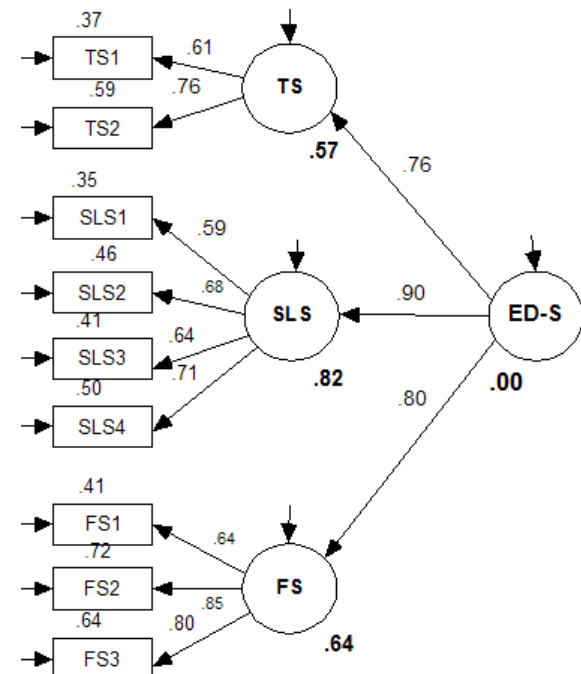 .37
TS1
.61
.59
.76
TS2
TS
.57
.76
.35
SLS1
.59
.46
SLS2
.68
SLS
.90
ED-S
.41
SLS3
.64
.82
.00
.50
.71
SLS4
.80
.41
FS1
.64
.72
FS2
.85
FS
.64
.80
FS3
.64